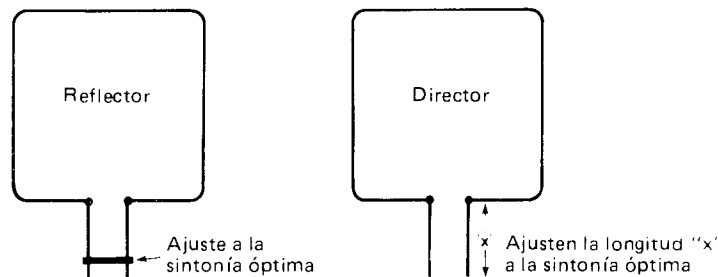 Reflector
Director
Ajuste a la
sintonía óptima
x
Ajusten la longitud "x"
a la sintonía óptima